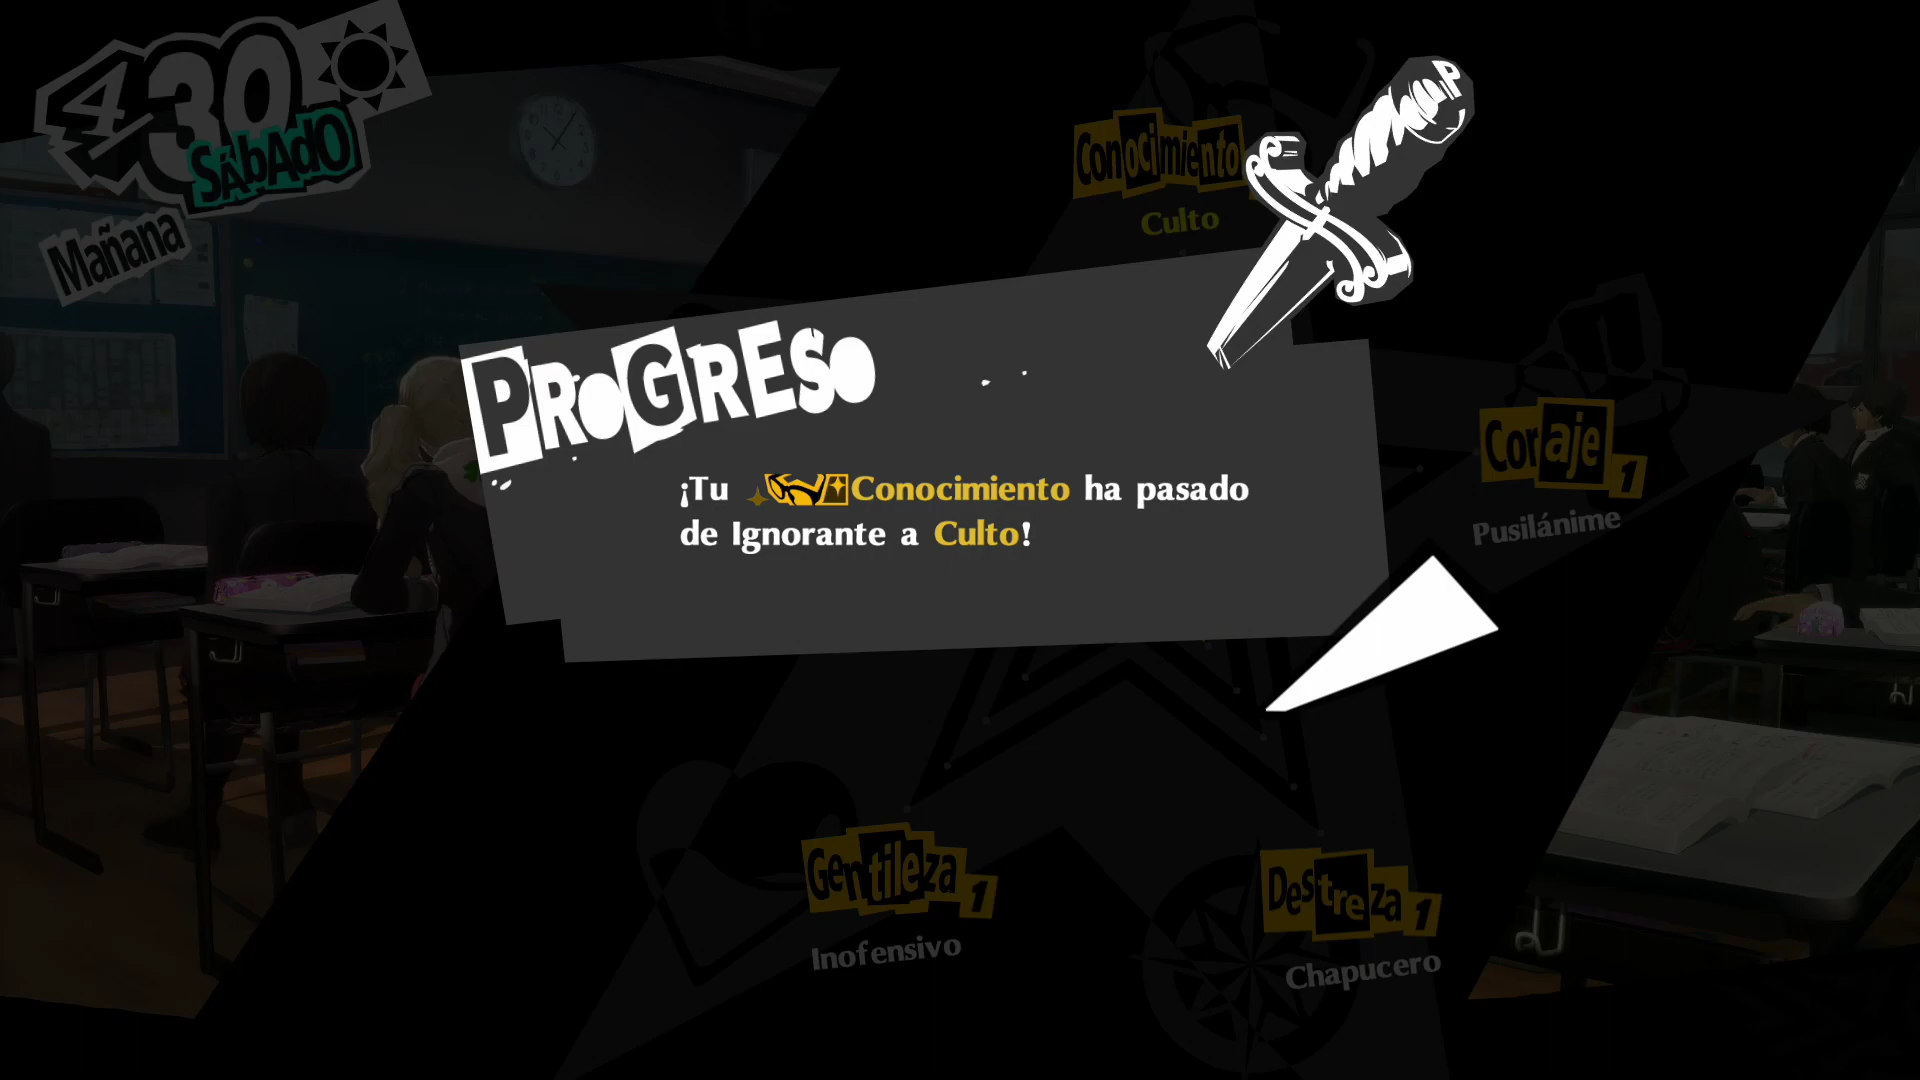 4 30
Sábado
Mañana
Conocimiento
Culto
PROGRESO
¡Tu Conocimiento ha pasado
de Ignorante a Culto!
Coraje 1
Pusilánime
Gentileza 1
Inofensivo
Destreza 1
Chapucero